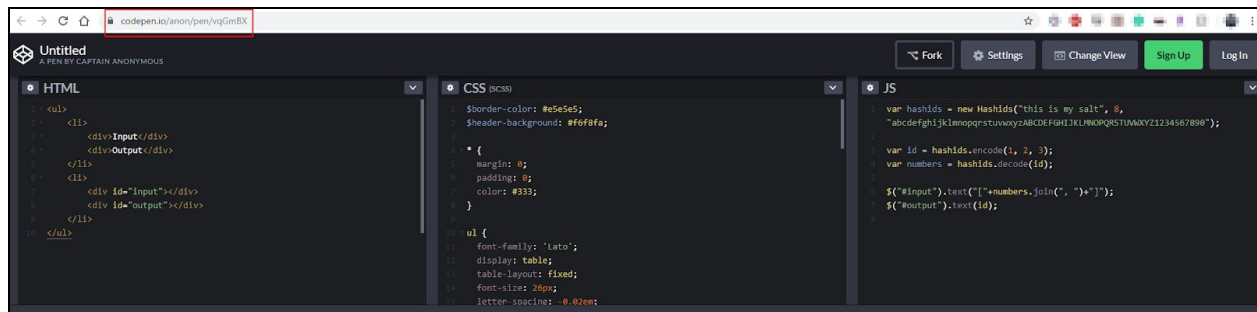 codepen.io/anon/pen/vqGmBX
Untitled
A PEN BY CAPTAIN ANONYMOUS
Fork
Settings
Change View
Sign Up
Log In
HTML
1 <ul>
2 <li>
3 <div>Input</div>
4 <div>Output</div>
5 </li>
6 <li>
7 <div id="input"></div>
8 <div id="output"></div>
9 </li>
10 </ul>
CSS (SCSS)
1 $border-color: #e5e5e5;
2 $header-background: #f6f8fa;
3
4 * {
5 margin: 0;
6 padding: 0;
7 color: #333;
8 }
9
10 ul {
11 font-family: 'Lato';
12 display: table;
13 table-layout: fixed;
14 font-size: 26px;
15 letter-spacing: -0.02em;
JS
1 var hashids = new Hashids("this is my salt", 8,
"abcdefghijklmnopqrstuvwxyzABCDEFGHIJKLMNOPQRSTUVWXYZ1234567890");
2
3 var id = hashids.encode(1, 2, 3);
4 var numbers = hashids.decode(id);
5
6 $("#input").text("["+numbers.join(", ")+"]");
7 $("#output").text(id);
8